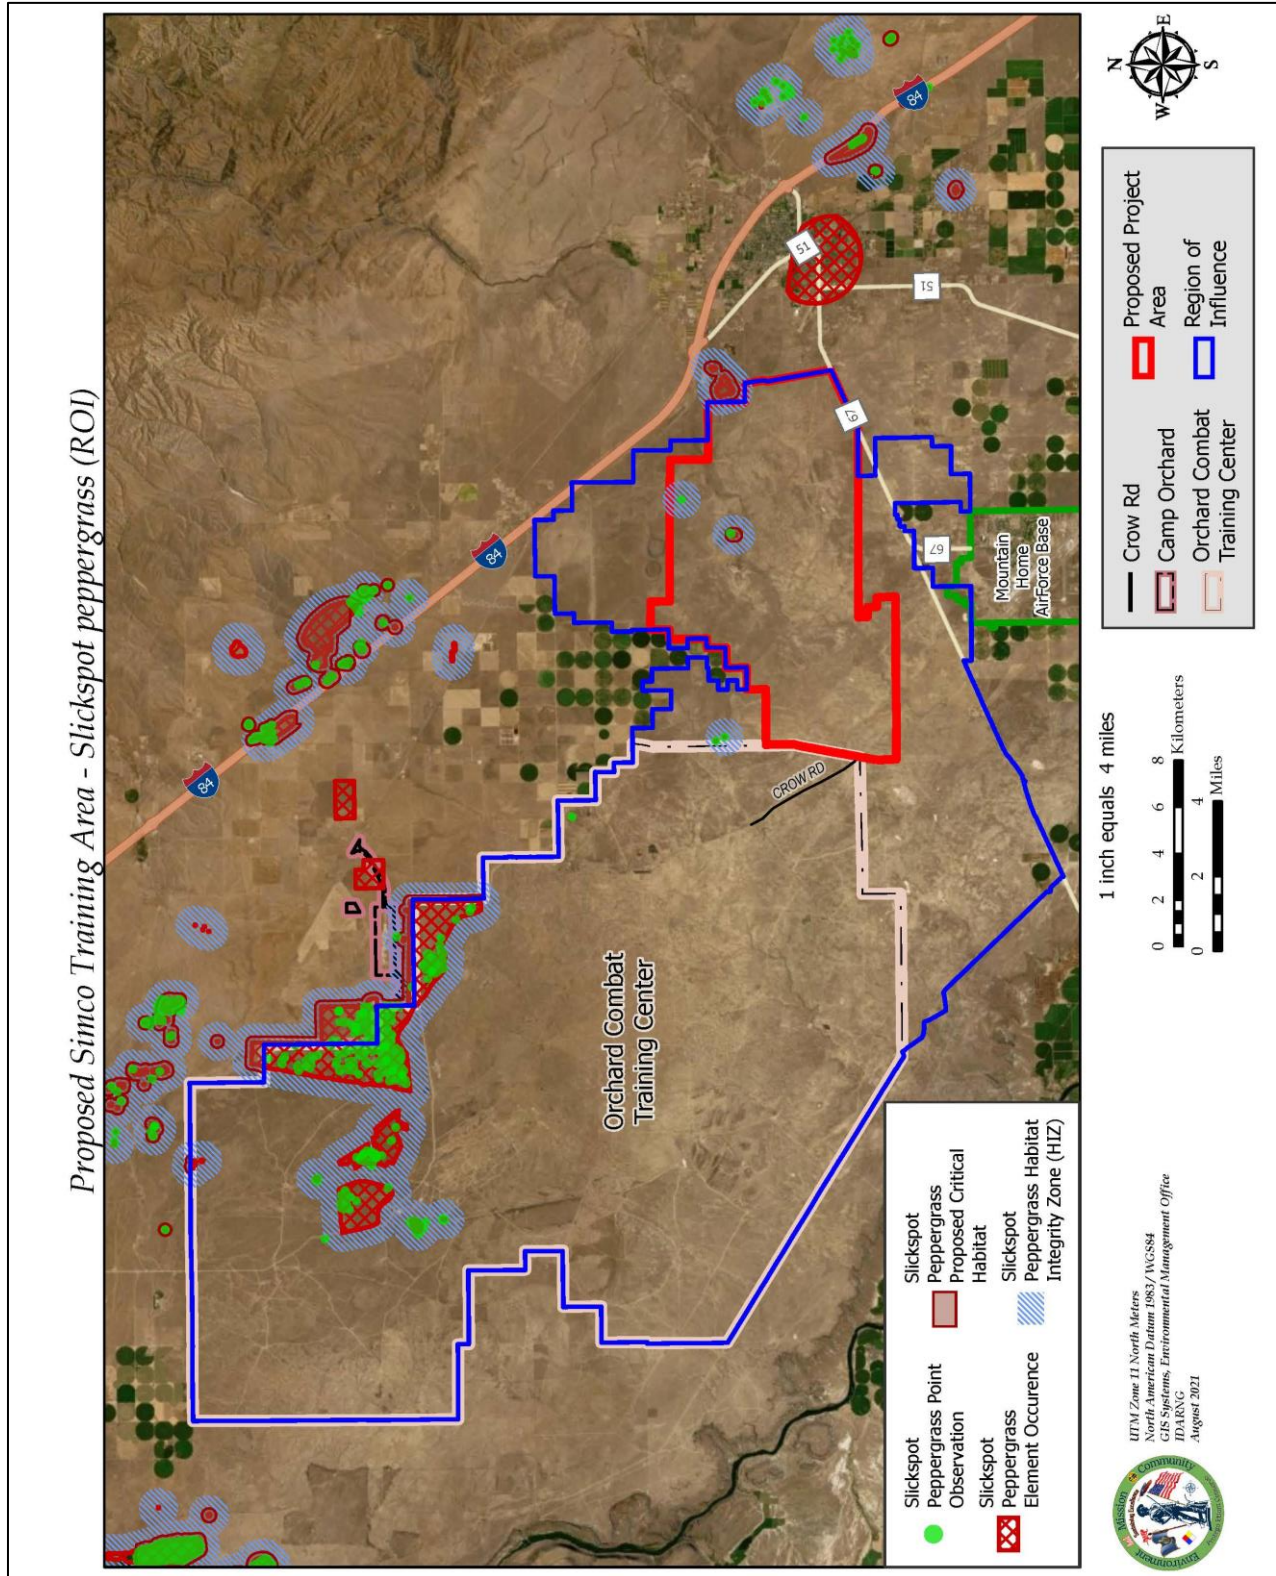 Proposed Simco Training Area - Slickspot peppergrass (ROI)
84
84
84
51
51
67
67
CROW RD
Orchard Combat
Training Center
Mountain
Home
AirForce Base
Slickspot
Peppergrass Point
Observation
Slickspot
Peppergrass
Element Occurence
Slickspot
Peppergrass
Proposed Critical
Habitat
Slickspot
Peppergrass Habitat
Integrity Zone (HIZ)
UTM Zone 11 North Meters
North American Datum 1983/ WGS84
GIS Systems, Environmental Management Office
IDARNG
August 2021
Mission
Community
Environment
1 inch equals 4 miles
0 2 4 6 8
Kilometers
0 2 4
Miles
Crow Rd
Camp Orchard
Orchard Combat
Training Center
Proposed Project
Area
Region of
Influence
N
E
S
W